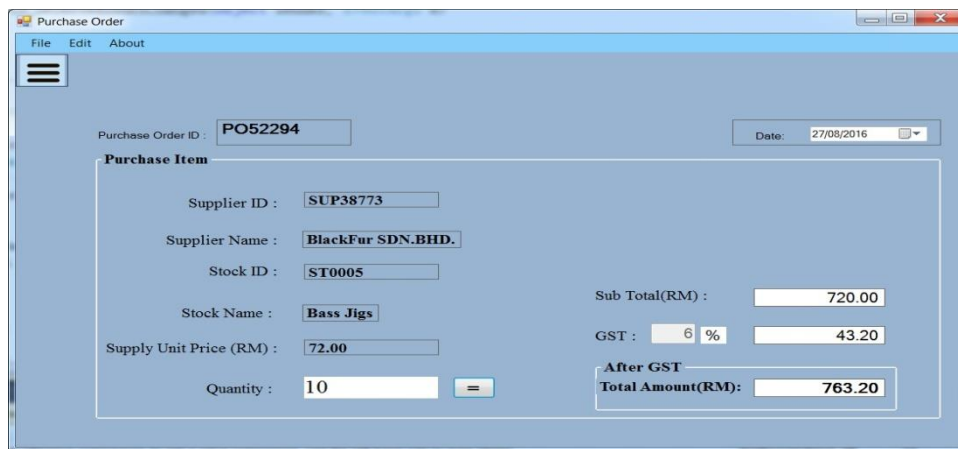 Purchase Order
File Edit About
Purchase Order ID : PO52294
Date: 27/08/2016
Purchase Item
Supplier ID : SUP38773
Supplier Name : BlackFur SDN.BHD.
Stock ID : ST0005
Stock Name : Bass Jigs
Supply Unit Price (RM) : 72.00
Quantity : 10 =
Sub Total(RM) : 720.00
GST : 6 % 43.20
After GST
Total Amount(RM): 763.20